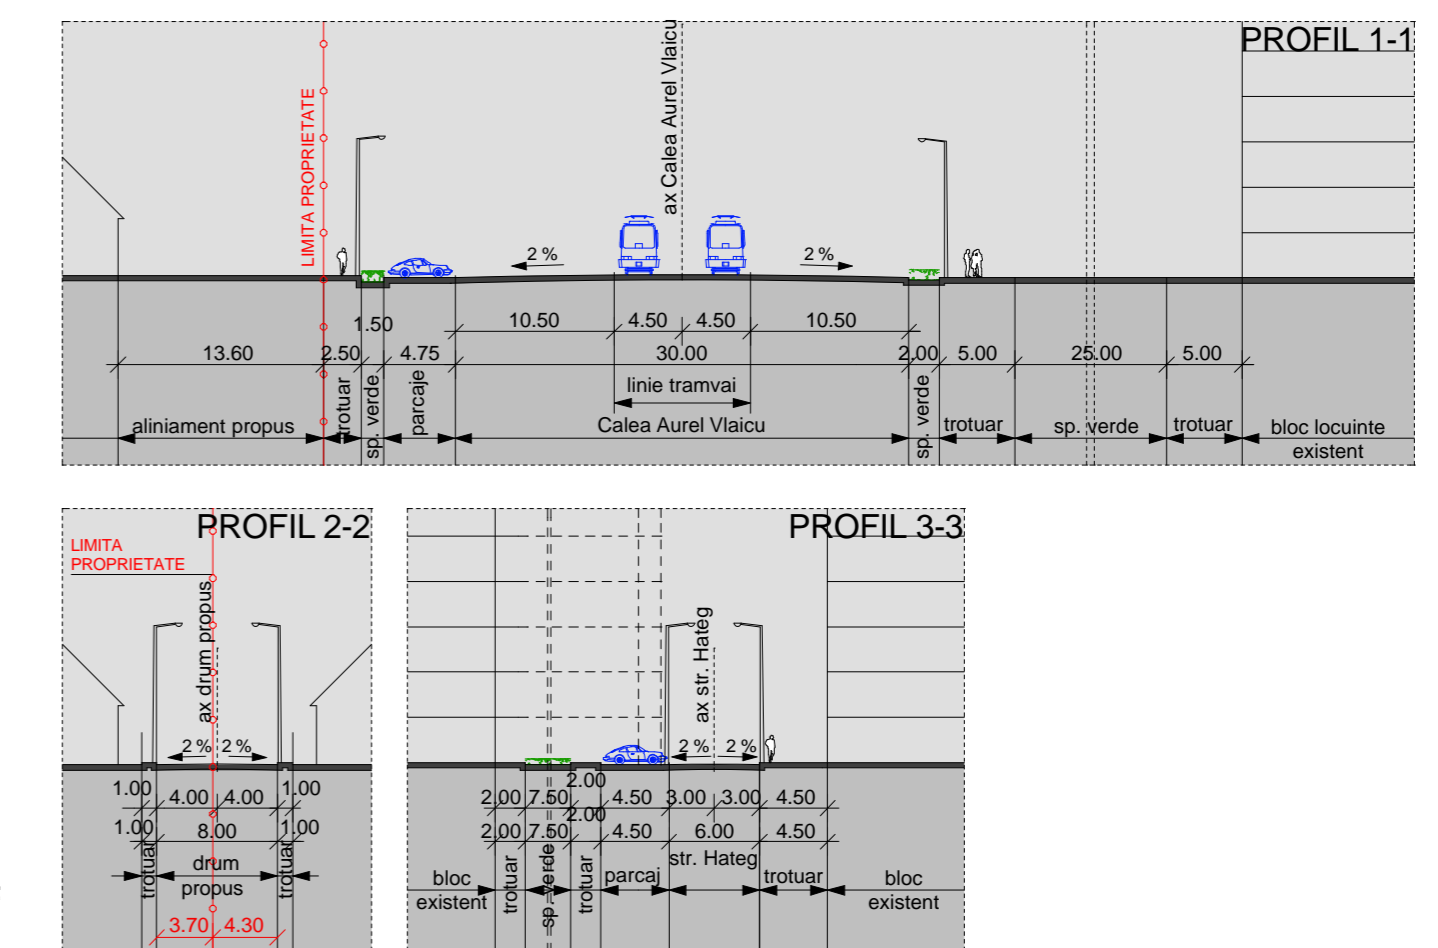 PROFIL 1-1
ax Calea Aurel Vlaicu
LIMITA PROPRIETATE
2 %
2 %
1.50
10.50
4.50
4.50
10.50
13.60
2.50
4.75
30.00
2.00
5.00
25.00
5.00
linie tramvai
aliniament propus
trotuar
sp. verde
parcaje
Calea Aurel Vlaicu
sp. verde
trotuar
sp. verde
trotuar
bloc locuinte
existent
PROFIL 2-2
LIMITA
PROPRIETATE
ax drum propus
2 %
2 %
1.00
4.00
4.00
1.00
1.00
8.00
1.00
trotuar
drum
propus
trotuar
3.70
4.30
PROFIL 3-3
ax str. Hateg
2 %
2 %
2.00
7.50
2.00
4.50
3.00
3.00
4.50
2.00
7.50
2.00
4.50
6.00
4.50
bloc
existent
trotuar
sp. verde
trotuar
parcaj
str. Hateg
trotuar
bloc
existent